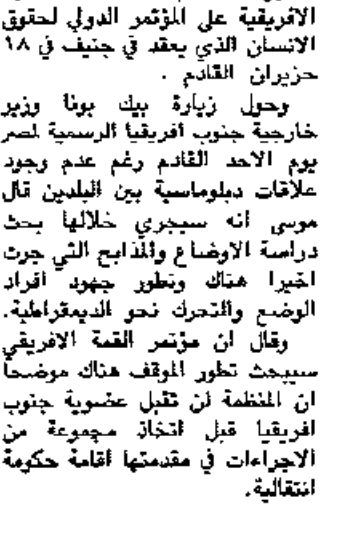 الافريقية على المؤتمر الدولي لحقوق
الانسان الذي يعقد في جنيف في ١٨
حزيران القادم .
وحول زيارة بيك بوتا وزير
خارجية جنوب افريقيا الرسمية لمصر
يوم الاحد القادم رغم عدم وجود
علاقات دبلوماسية بين البلدين قال
موسى انه سيجري خلالها بحث
دراسة الاوضاع والمذابح التي جرت
اخيرا هناك وتطور جهود افراد
الوضع والتحرك نحو الديمقراطية.
وقال ان مؤتمر القمة الافريقي
سيبحث تطور الموقف هناك موضحا
ان المنظمة لن تقبل عضوية جنوب
افريقيا قبل اتخاذ مجموعة من
الاجراءات في مقدمتها اقامة حكومة
انتقالية.